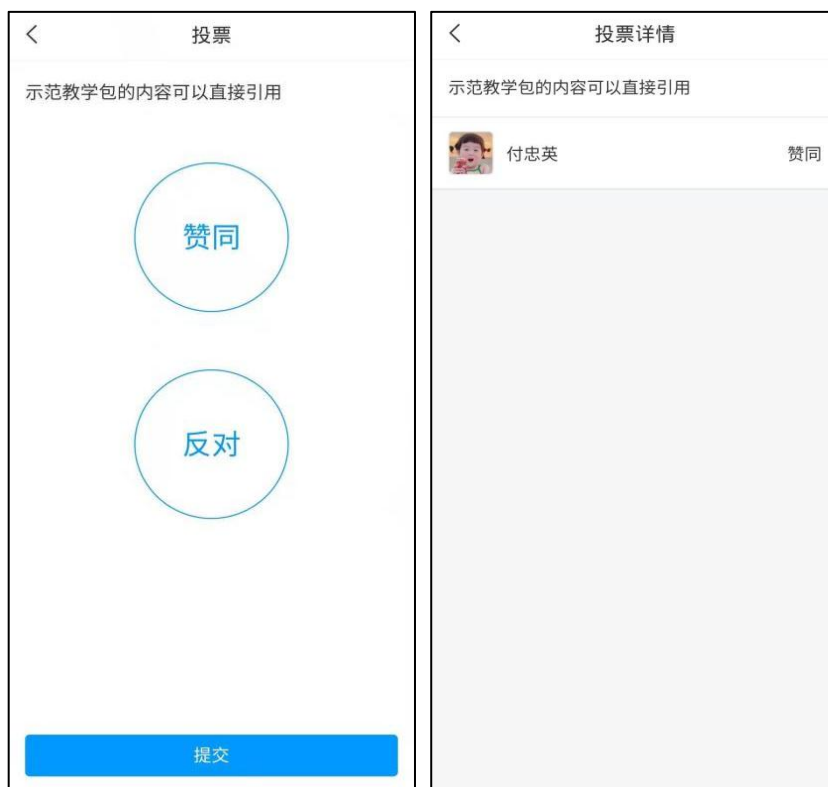 投票
示范教学包的内容可以直接引用
赞同
反对
提交
投票详情
示范教学包的内容可以直接引用
付忠英 赞同